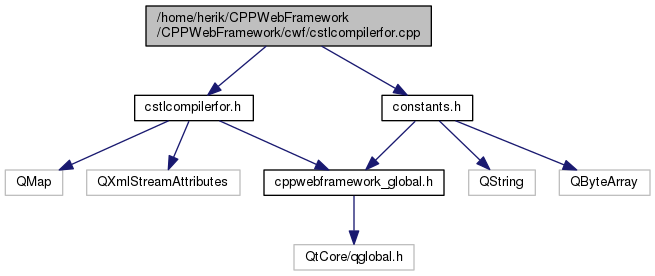 /home/herik/CPPWebFramework
/CPPWebFramework/cwf/cstlcompilerfor.cpp
cstlcompilerfor.h
constants.h
QMap
QXmlStreamAttributes
cppwebframework_global.h
QString
QByteArray
QtCore/qglobal.h